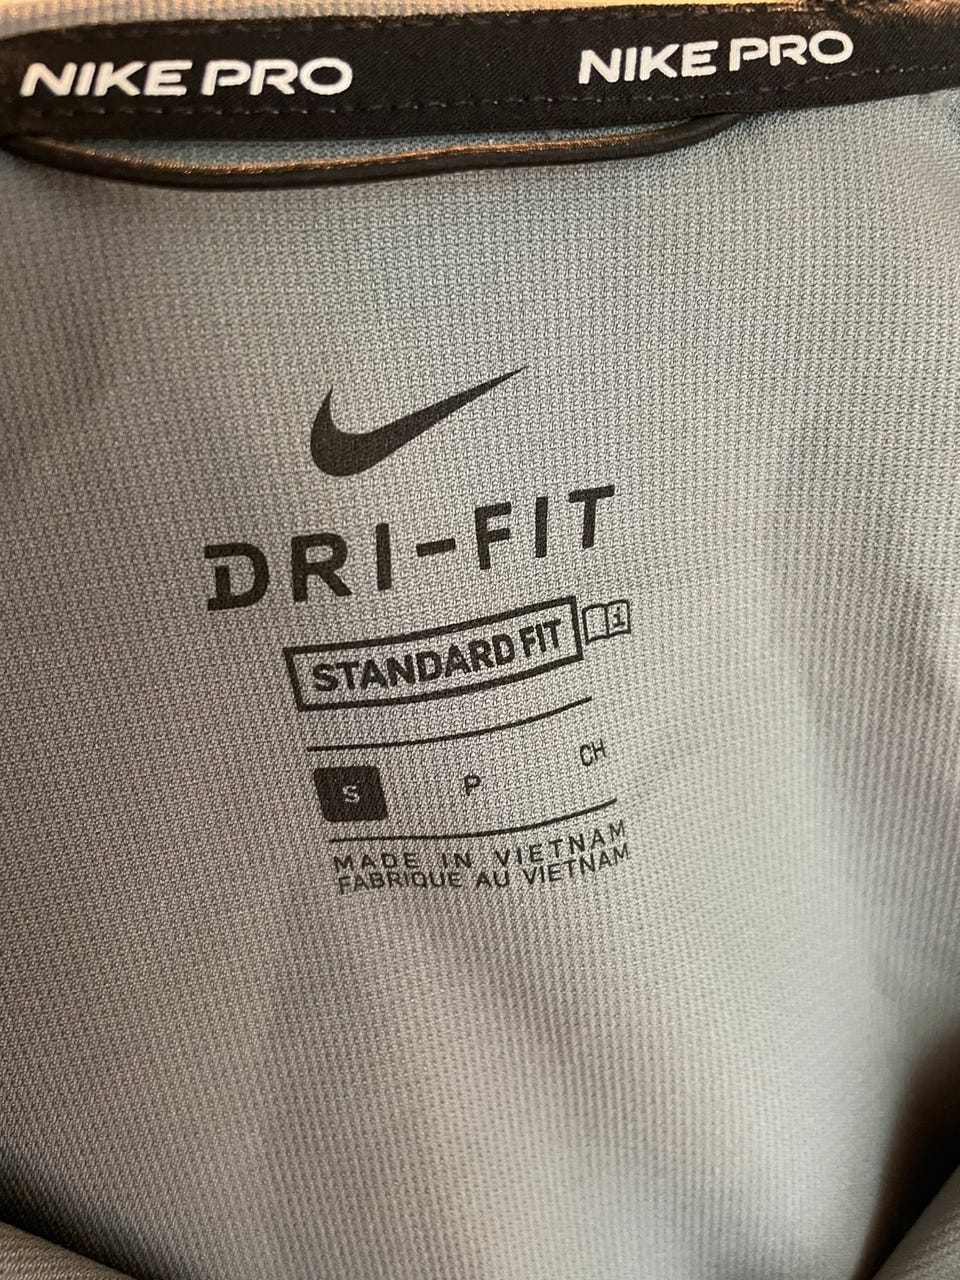 NIKE PRO NIKE PRO
DRI-FIT
STANDARD FIT i
S P CH
MADE IN VIETNAM
FABRIQUE AU VIETNAM